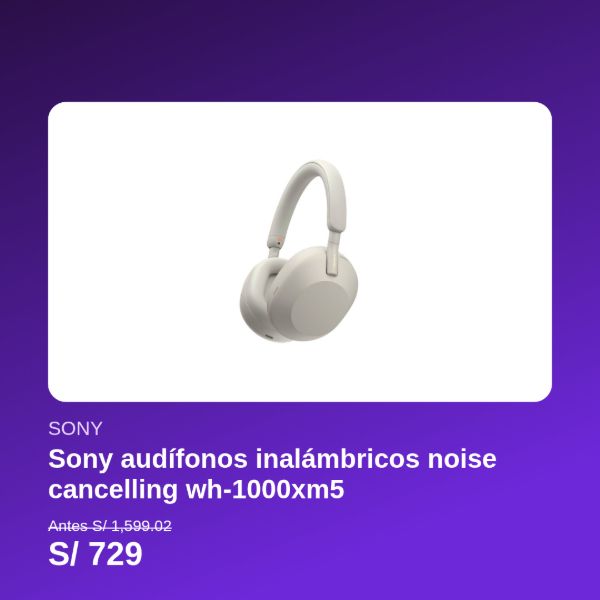 SONY
Sony audífonos inalámbricos noise
cancelling wh-1000xm5
Antes S/ 1,599.02
S/ 729